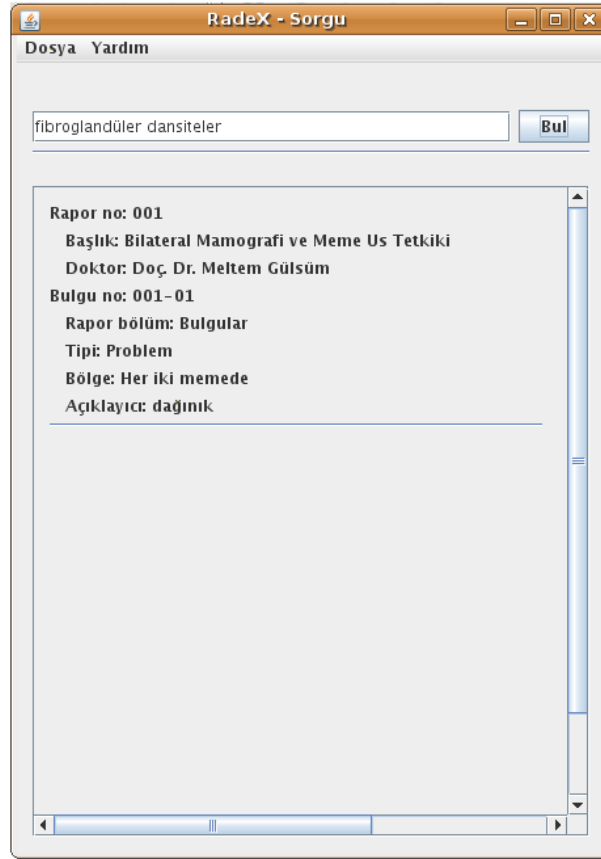 RadeX - Sorgu
Dosya Yardım
fibroglandüler dansiteler Bul
Rapor no: 001
Başlık: Bilateral Mamografi ve Meme Us Tetkiki
Doktor: Doç. Dr. Meltem Gülsüm
Bulgu no: 001-01
Rapor bölüm: Bulgular
Tipi: Problem
Bölge: Her iki memede
Açıklayıcı: dağınık